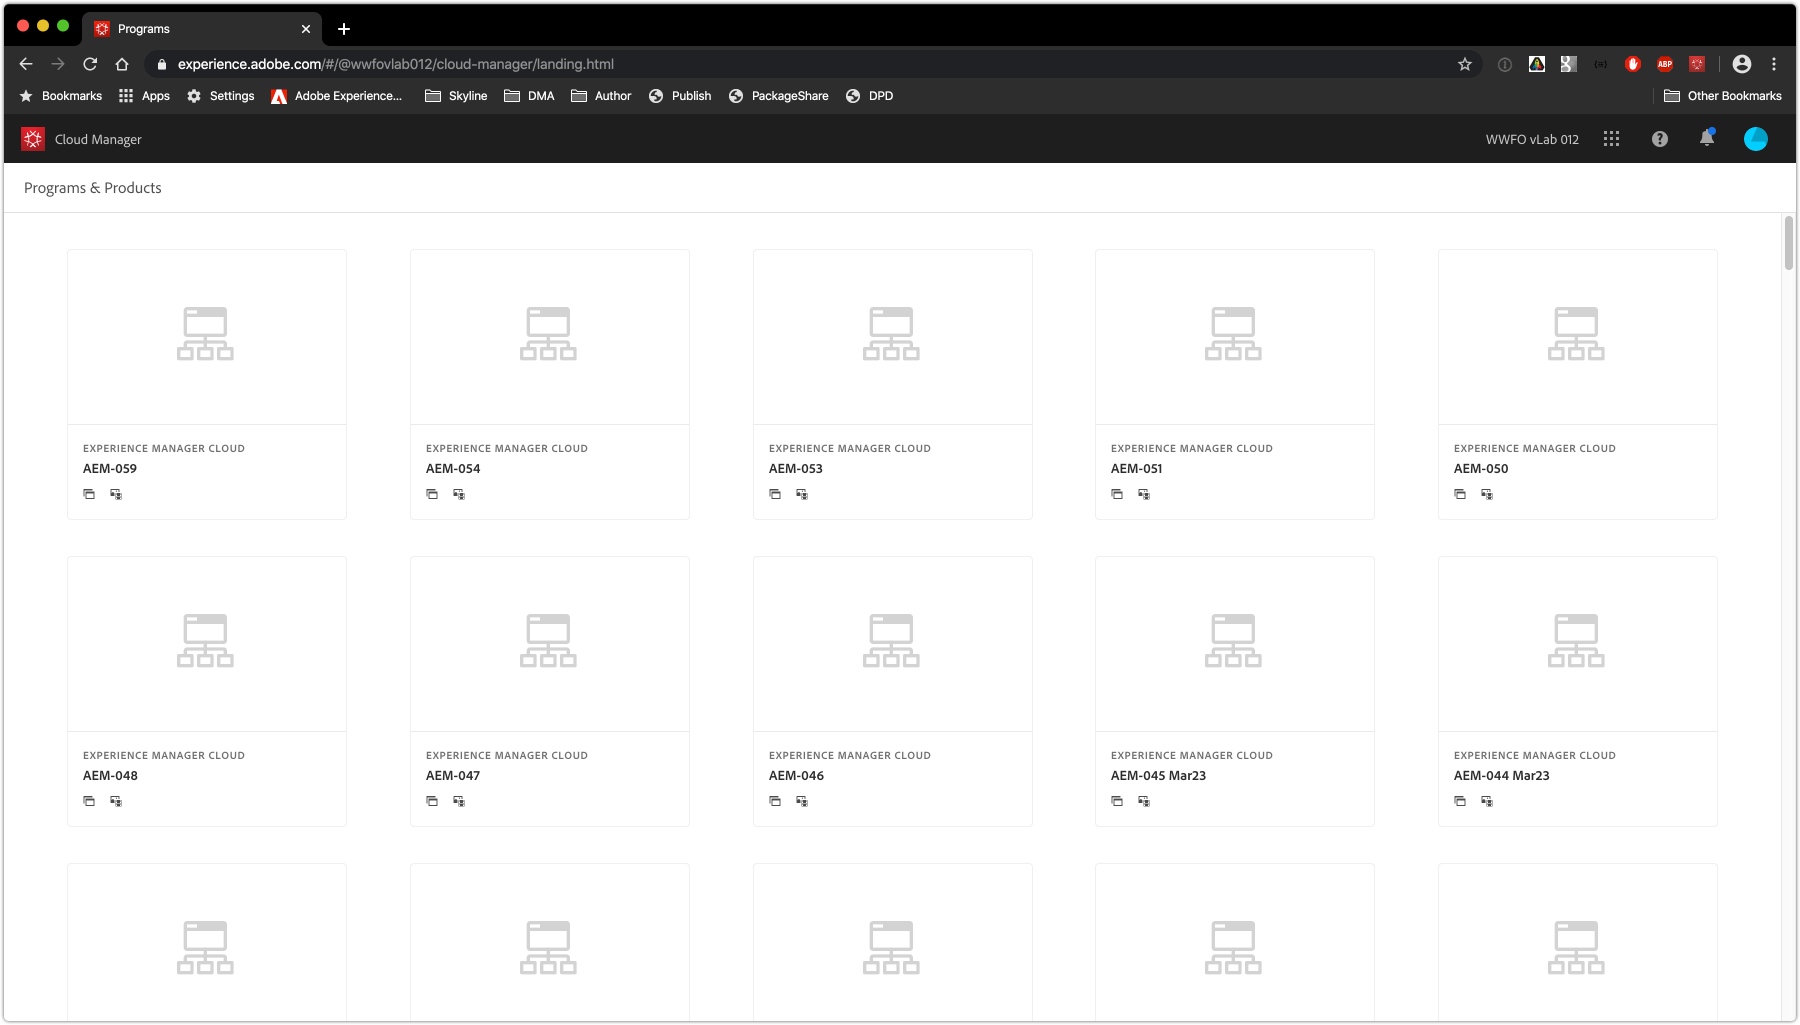 Programs
experience.adobe.com/#/@wwfovlab012/cloud-manager/landing.html
ABP
Bookmarks Apps Settings Adobe Experience... Skyline DMA Author Publish PackageShare DPD Other Bookmarks
Cloud Manager WWFO vLab 012
Programs & Products
EXPERIENCE MANAGER CLOUD
AEM-059
EXPERIENCE MANAGER CLOUD
AEM-054
EXPERIENCE MANAGER CLOUD
AEM-053
EXPERIENCE MANAGER CLOUD
AEM-051
EXPERIENCE MANAGER CLOUD
AEM-050
EXPERIENCE MANAGER CLOUD
AEM-048
EXPERIENCE MANAGER CLOUD
AEM-047
EXPERIENCE MANAGER CLOUD
AEM-046
EXPERIENCE MANAGER CLOUD
AEM-045 Mar23
EXPERIENCE MANAGER CLOUD
AEM-044 Mar23